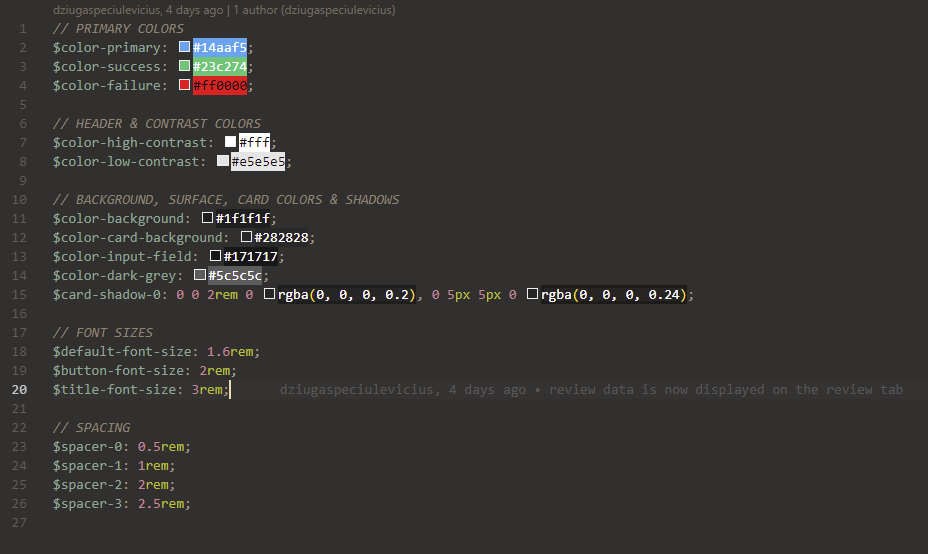 dziugaspeciulevicius, 4 days ago | 1 author (dziugaspeciulevicius)
1 // PRIMARY COLORS
2 $color-primary: #14aaf5;
3 $color-success: #23c274;
4 $color-failure: #ff0000;
5
6 // HEADER & CONTRAST COLORS
7 $color-high-contrast: #fff;
8 $color-low-contrast: #e5e5e5;
9
10 // BACKGROUND, SURFACE, CARD COLORS & SHADOWS
11 $color-background: #1f1f1f;
12 $color-card-background: #282828;
13 $color-input-field: #171717;
14 $color-dark-grey: #5c5c5c;
15 $card-shadow-0: 0 0 2rem 0 rgba(0, 0, 0, 0.2), 0 5px 5px 0 rgba(0, 0, 0, 0.24);
16
17 // FONT SIZES
18 $default-font-size: 1.6rem;
19 $button-font-size: 2rem;
20 $title-font-size: 3rem; dziugaspeciulevicius, 4 days ago • review data is now displayed on the review tab
21
22 // SPACING
23 $spacer-0: 0.5rem;
24 $spacer-1: 1rem;
25 $spacer-2: 2rem;
26 $spacer-3: 2.5rem;
27